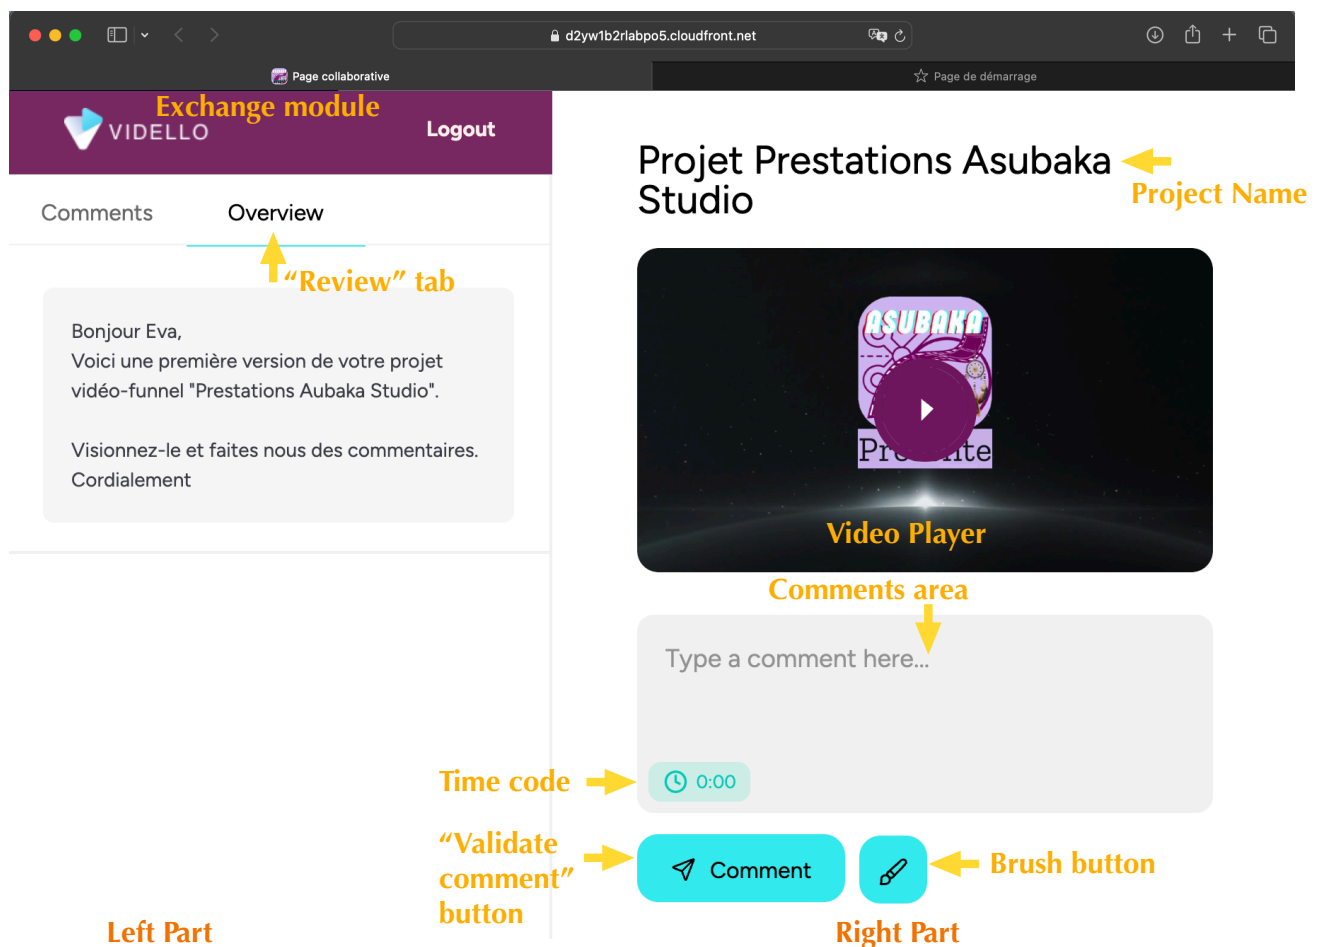 d2yw1b2rlabpo5.cloudfront.net
Page collaborative
Page de démarrage
Exchange module
VIDELLO
Logout
Comments
Overview
"Review" tab
Bonjour Eva,
Voici une première version de votre projet
vidéo-funnel "Prestations Aubaka Studio".
Visionnez-le et faites nous des commentaires.
Cordialement
Left Part
Projet Prestations Asubaka
Studio
Project Name
ASUBAKA
Video Player
Comments area
Type a comment here...
Time code
0:00
"Validate
comment"
button
Comment
Brush button
Right Part